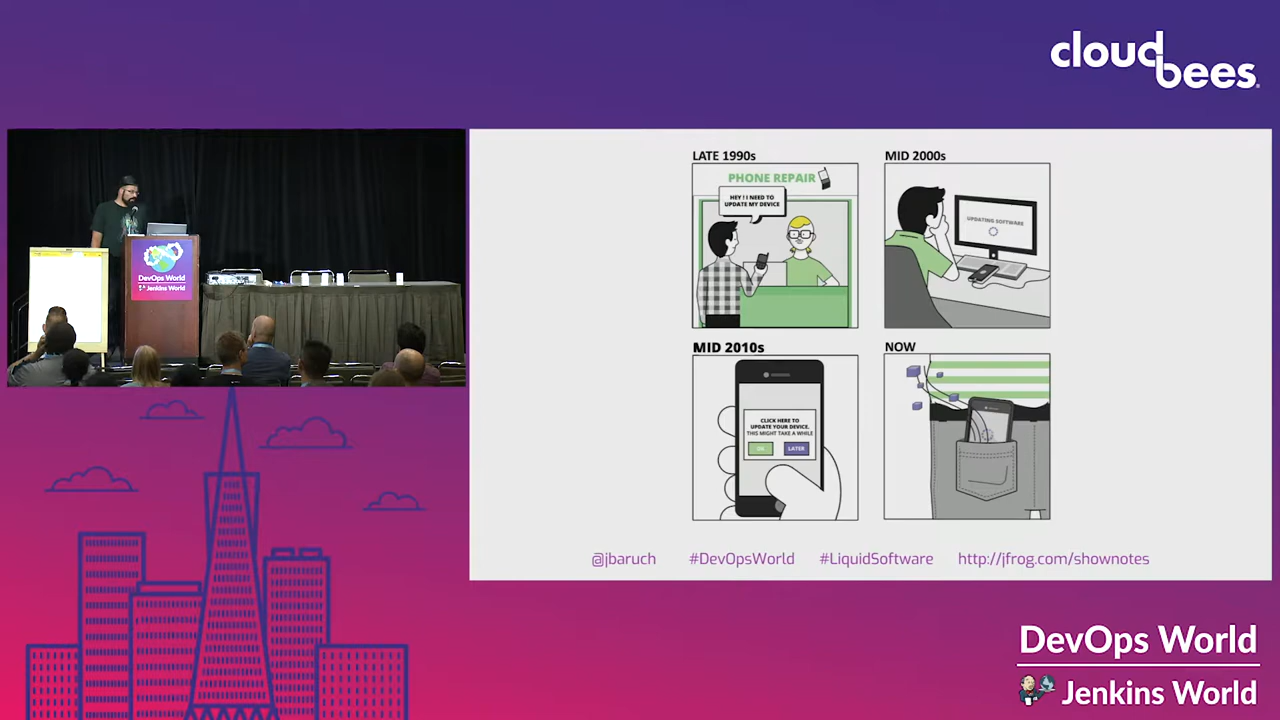 cloudbees
LATE 1990s
PHONE REPAIR
HEY ! I NEED TO
UPDATE MY DEVICE
MID 2000s
UPDATING SOFTWARE
MID 2010s
CLICK HERE TO
UPDATE YOUR DEVICE.
THIS MIGHT TAKE A WHILE
OK
LATER
NOW
@jbaruch
#DevOpsWorld
#LiquidSoftware
http://jfrog.com/shownotes
DevOps World
Jenkins World
DevOps World
Jenkins World